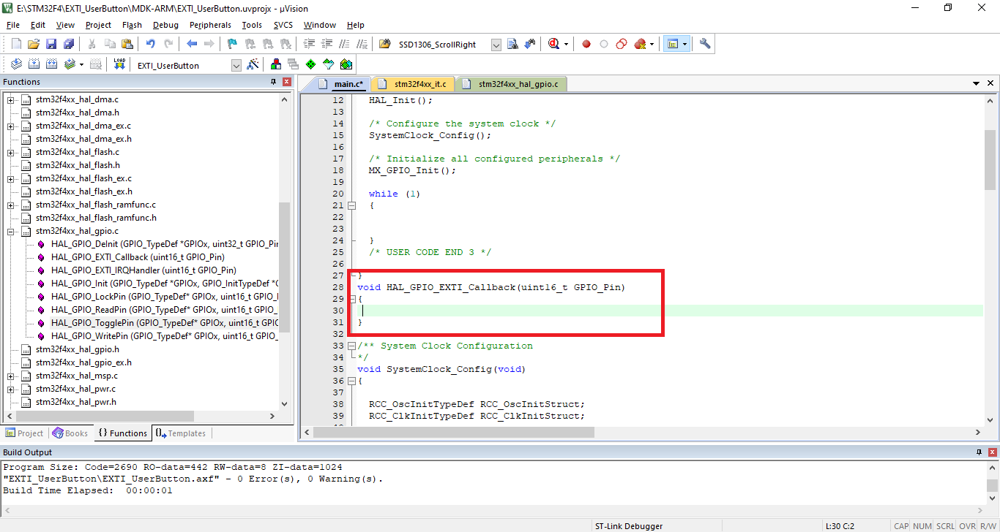 E:\STM32F4\EXTI_UserButton\MDK-ARM\EXTI_UserButton.uvprojx - µVision
File Edit View Project Flash Debug Peripherals Tools SVCS Window Help
SSD1306_ScrollRight
LOAD EXTI_UserButton
Functions
stm32f4xx_hal_dma.c
stm32f4xx_hal_dma.h
stm32f4xx_hal_dma_ex.c
stm32f4xx_hal_dma_ex.h
stm32f4xx_hal_flash.c
stm32f4xx_hal_flash.h
stm32f4xx_hal_flash_ex.c
stm32f4xx_hal_flash_ex.h
stm32f4xx_hal_flash_ramfunc.c
stm32f4xx_hal_flash_ramfunc.h
stm32f4xx_hal_gpio.c
HAL_GPIO_DeInit (GPIO_TypeDef *GPIOx, uint32_t GPIO_Pin
HAL_GPIO_EXTI_Callback (uint16_t GPIO_Pin)
HAL_GPIO_EXTI_IRQHandler (uint16_t GPIO_Pin)
HAL_GPIO_Init (GPIO_TypeDef *GPIOx, GPIO_InitTypeDef *G
HAL_GPIO_LockPin (GPIO_TypeDef* GPIOx, uint16_t GPIO_
HAL_GPIO_ReadPin (GPIO_TypeDef* GPIOx, uint16_t GPIO_
HAL_GPIO_TogglePin (GPIO_TypeDef* GPIOx, uint16_t GPIO
HAL_GPIO_WritePin (GPIO_TypeDef* GPIOx, uint16_t GPIO_
stm32f4xx_hal_gpio.h
stm32f4xx_hal_gpio_ex.h
stm32f4xx_hal_msp.c
stm32f4xx_hal_pwr.c
stm32f4xx_hal_pwr.h
Project Books {} Functions Templates
main.c* stm32f4xx_it.c stm32f4xx_hal_gpio.c
12 HAL_Init();
13
14 /* Configure the system clock */
15 SystemClock_Config();
16
17 /* Initialize all configured peripherals */
18 MX_GPIO_Init();
19
20 while (1)
21 {
22
23
24 }
25 /* USER CODE END 3 */
26
27 }
28 void HAL_GPIO_EXTI_Callback(uint16_t GPIO_Pin)
29 {
30
31 }
32
33 /** System Clock Configuration
34 */
35 void SystemClock_Config(void)
36 {
37
38 RCC_OscInitTypeDef RCC_OscInitStruct;
39 RCC_ClkInitTypeDef RCC_ClkInitStruct;
Build Output
Program Size: Code=2690 RO-data=442 RW-data=8 ZI-data=1024
"EXTI_UserButton\EXTI_UserButton.axf" - 0 Error(s), 0 Warning(s).
Build Time Elapsed:  00:00:01
ST-Link Debugger L:30 C:2 CAP NUM SCRL OVR R/W